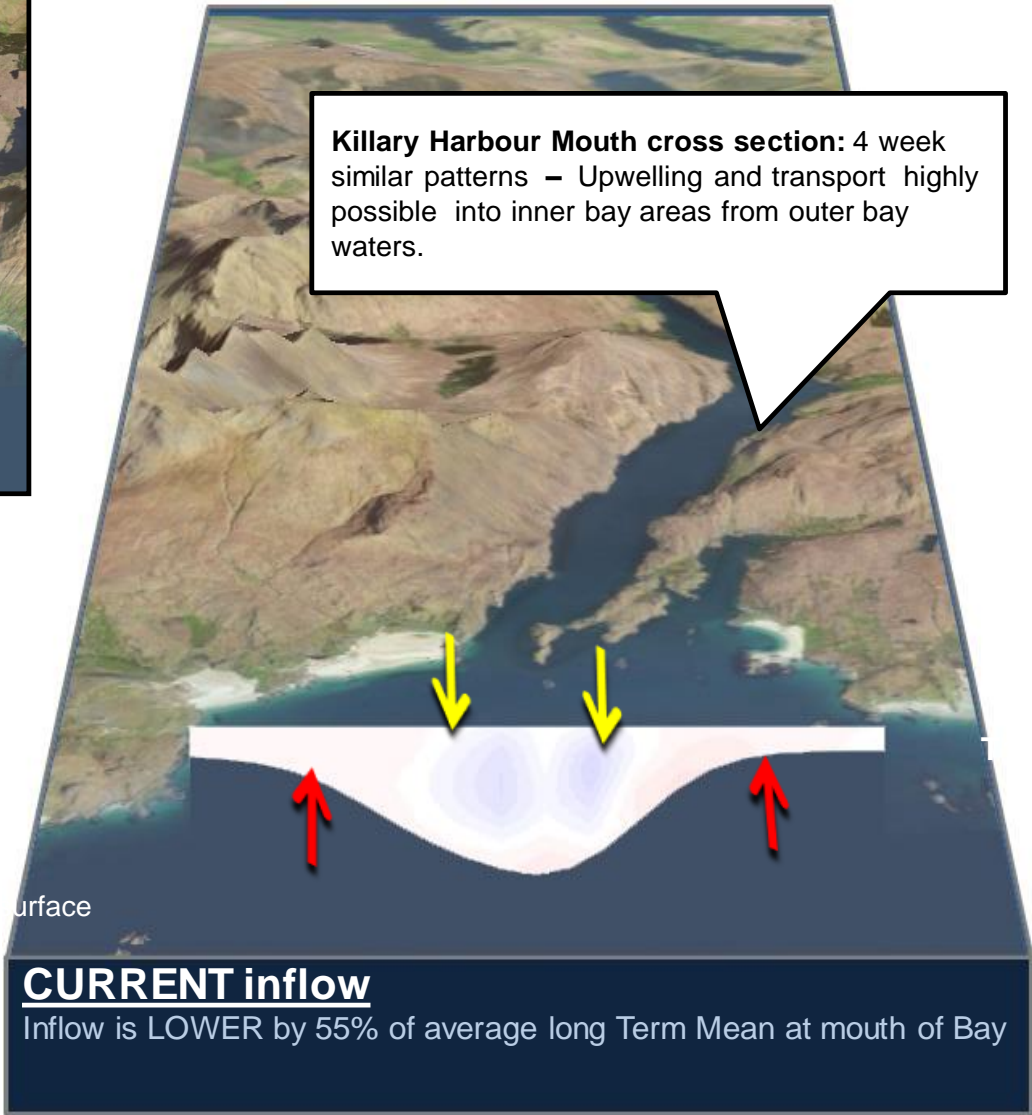 Killary Harbour Mouth cross section: 4 week
similar patterns – Upwelling and transport highly
possible into inner bay areas from outer bay
waters.
urface
CURRENT inflow
Inflow is LOWER by 55% of average long Term Mean at mouth of Bay